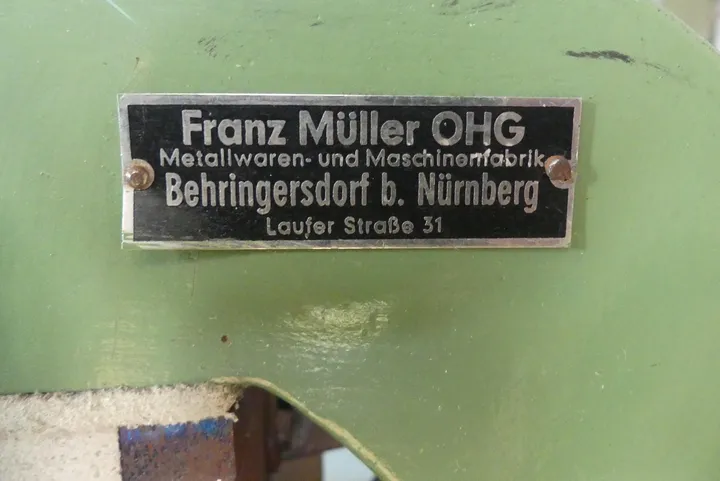 Franz Müller OHG
Metallwaren- und Maschinenfabrik
Behringersdorf b. Nürnberg
Laufer Straße 31